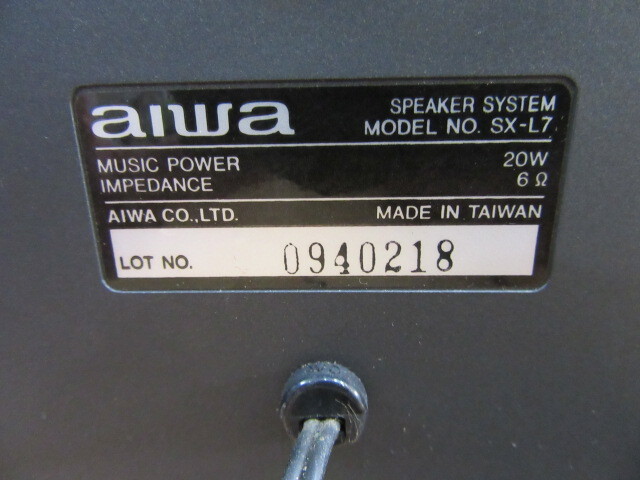 aiwa
SPEAKER SYSTEM
MODEL NO. SX-L7
MUSIC POWER 20W
IMPEDANCE 6 Ω
AIWA CO.,LTD. MADE IN TAIWAN
LOT NO. 0940218